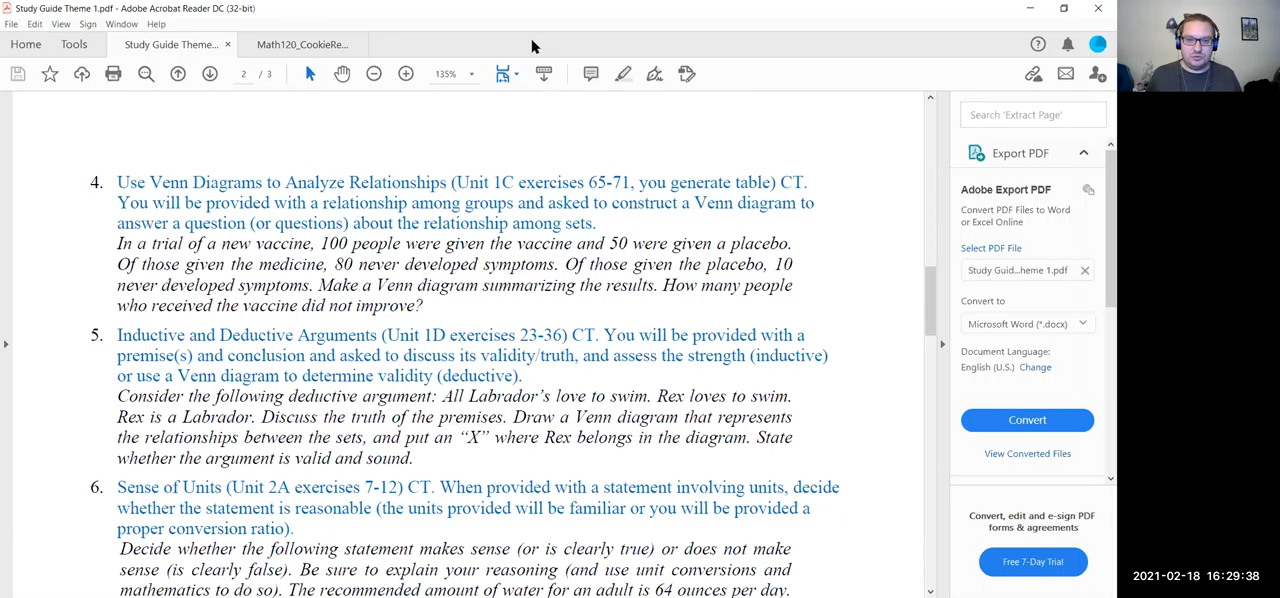 Study Guide Theme 1.pdf - Adobe Acrobat Reader DC (32-bit)
File Edit View Sign Window Help
Home Tools Study Guide Theme... × Math120_CookieRe...
2 / 3 135%
4. Use Venn Diagrams to Analyze Relationships (Unit 1C exercises 65-71, you generate table) CT.
You will be provided with a relationship among groups and asked to construct a Venn diagram to
answer a question (or questions) about the relationship among sets.
In a trial of a new vaccine, 100 people were given the vaccine and 50 were given a placebo.
Of those given the medicine, 80 never developed symptoms. Of those given the placebo, 10
never developed symptoms. Make a Venn diagram summarizing the results. How many people
who received the vaccine did not improve?
5. Inductive and Deductive Arguments (Unit 1D exercises 23-36) CT. You will be provided with a
premise(s) and conclusion and asked to discuss its validity/truth, and assess the strength (inductive)
or use a Venn diagram to determine validity (deductive).
Consider the following deductive argument: All Labrador's love to swim. Rex loves to swim.
Rex is a Labrador. Discuss the truth of the premises. Draw a Venn diagram that represents
the relationships between the sets, and put an "X" where Rex belongs in the diagram. State
whether the argument is valid and sound.
6. Sense of Units (Unit 2A exercises 7-12) CT. When provided with a statement involving units, decide
whether the statement is reasonable (the units provided will be familiar or you will be provided a
proper conversion ratio).
Decide whether the following statement makes sense (or is clearly true) or does not make
sense (is clearly false). Be sure to explain your reasoning (and use unit conversions and
mathematics to do so). The recommended amount of water for an adult is 64 ounces per day.
Search 'Extract Page'
Export PDF
Adobe Export PDF
Convert PDF Files to Word
or Excel Online
Select PDF File
Study Guid...heme 1.pdf
Convert to
Microsoft Word (*.docx)
Document Language:
English (U.S.) Change
Convert
View Converted Files
Convert, edit and e-sign PDF
forms & agreements
Free 7-Day Trial
2021-02-18 16:29:38